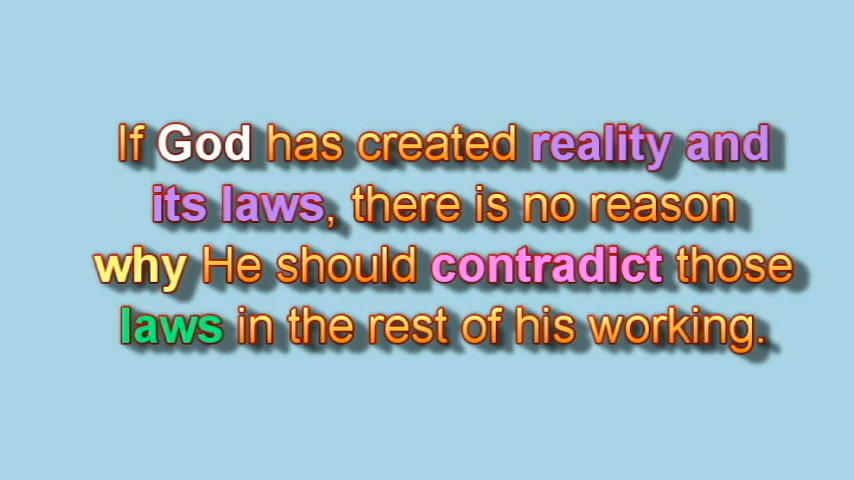 If God has created reality and
its laws, there is no reason
why He should contradict those
laws in the rest of his working.